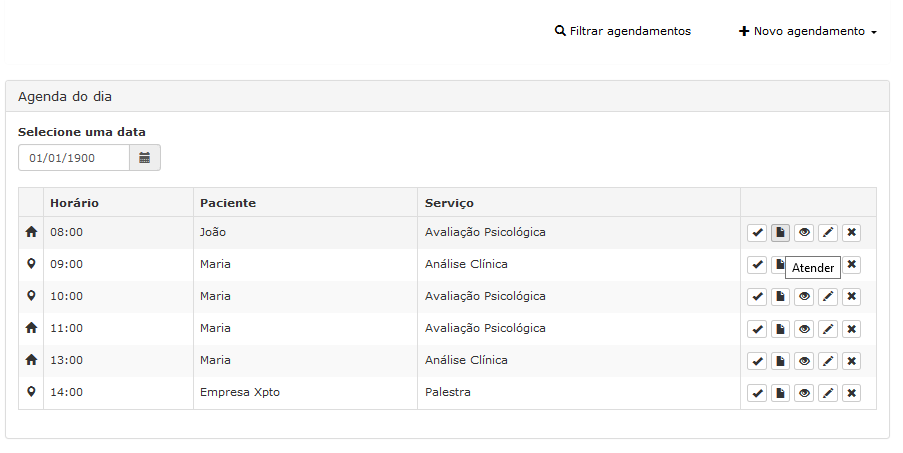 Filtrar agendamentos Novo agendamento
Agenda do dia
Selecione uma data
01/01/1900
Horário Paciente Serviço
08:00 João Avaliação Psicológica
09:00 Maria Análise Clínica
Atender
10:00 Maria Avaliação Psicológica
11:00 Maria Avaliação Psicológica
13:00 Maria Análise Clínica
14:00 Empresa Xpto Palestra